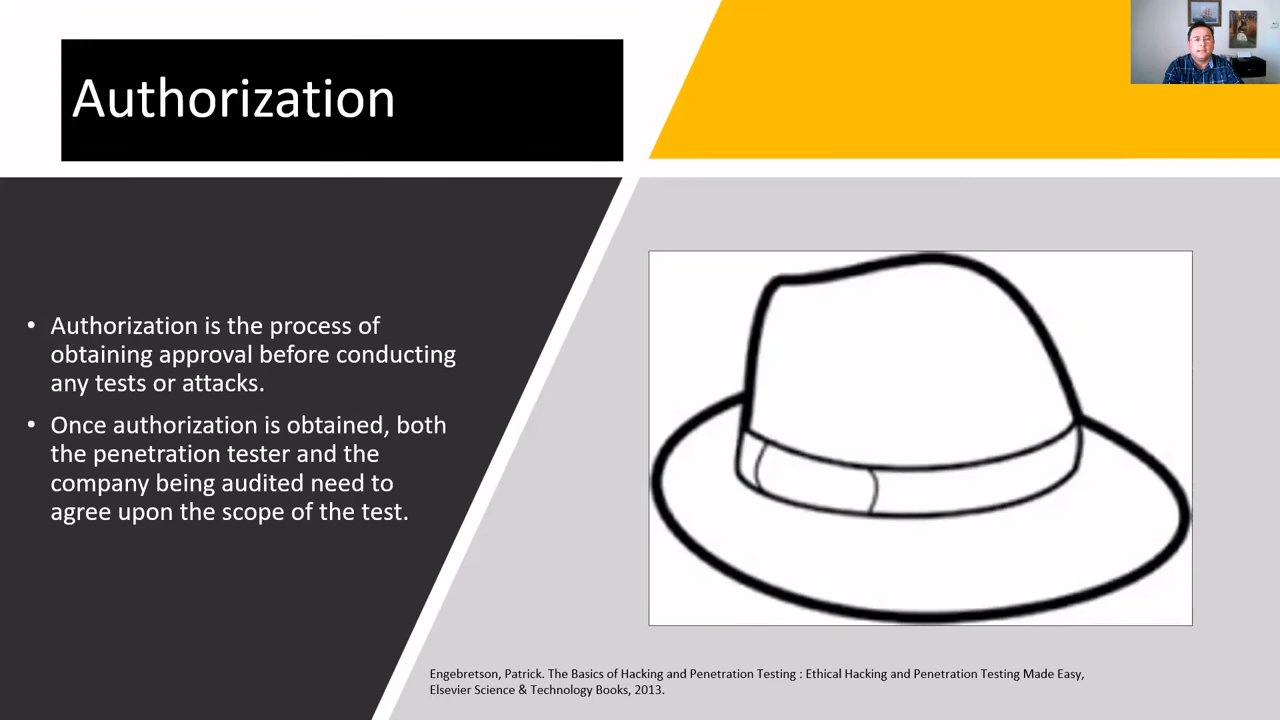 Authorization
• Authorization is the process of
obtaining approval before conducting
any tests or attacks.
• Once authorization is obtained, both
the penetration tester and the
company being audited need to
agree upon the scope of the test.
Engebretson, Patrick. The Basics of Hacking and Penetration Testing : Ethical Hacking and Penetration Testing Made Easy,
Elsevier Science & Technology Books, 2013.